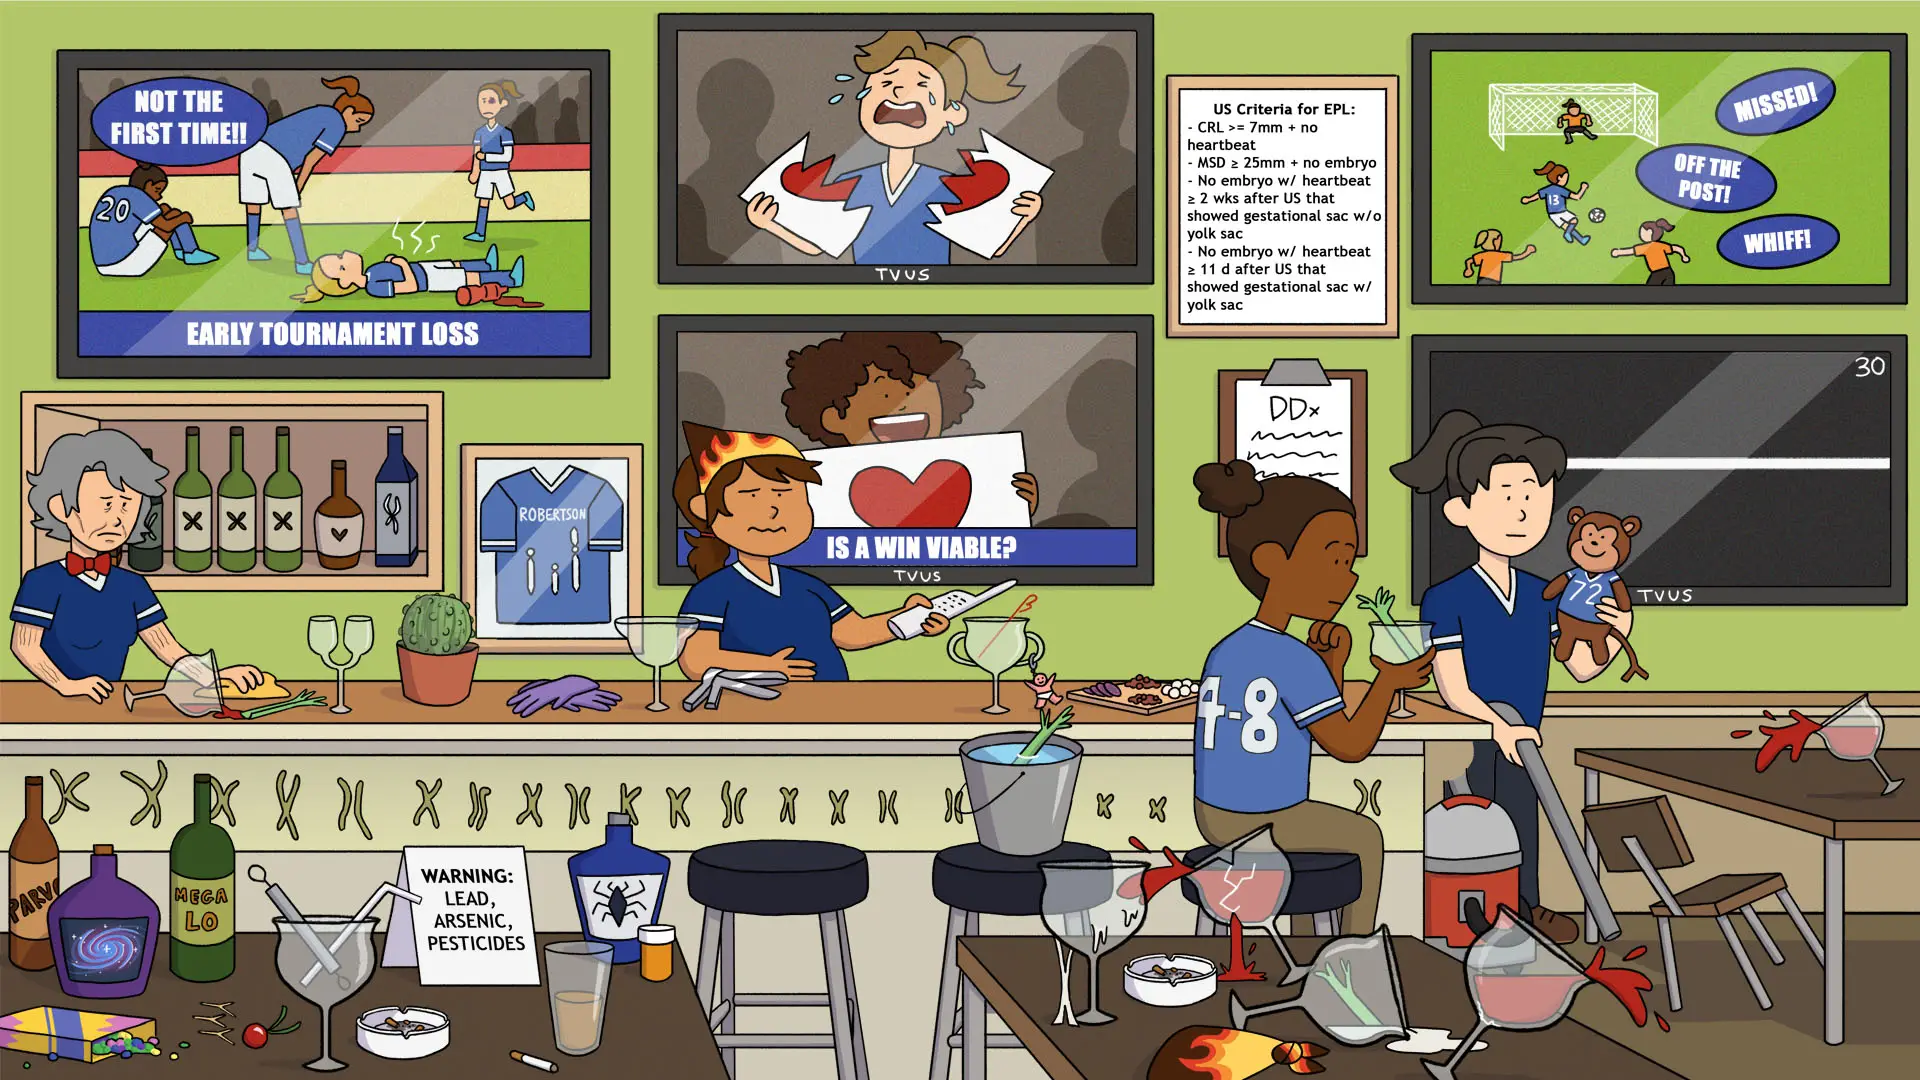 NOT THE
FIRST TIME!!
20
EARLY TOURNAMENT LOSS
TVUS
US Criteria for EPL:
- CRL >= 7mm + no
heartbeat
- MSD ≥ 25mm + no embryo
- No embryo w/ heartbeat
≥ 2 wks after US that
showed gestational sac w/o
yolk sac
- No embryo w/ heartbeat
≥ 11 d after US that
showed gestational sac w/
yolk sac
MISSED!
OFF THE
POST!
WHIFF!
13
IS A WIN VIABLE?
TVUS
DDx
30
TVUS
ROBERTSON
72
4-8
PARVO
MEGA
LO
WARNING:
LEAD,
ARSENIC,
PESTICIDES